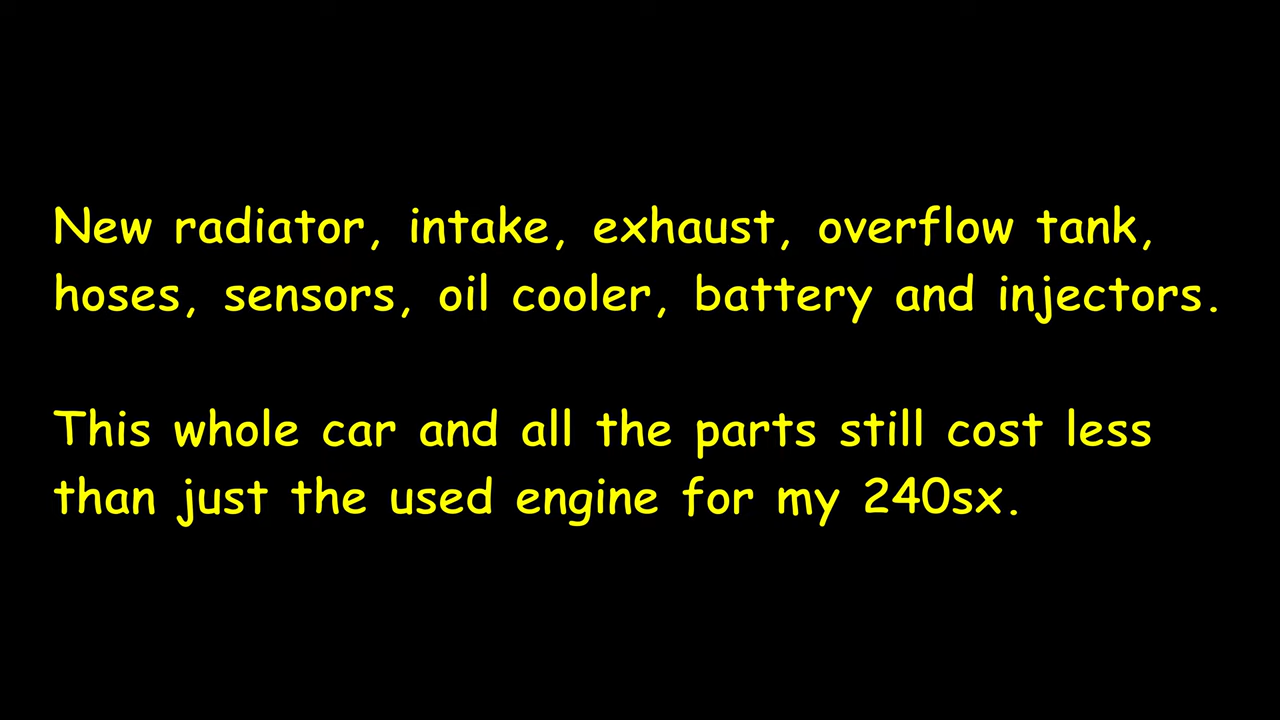 New radiator, intake, exhaust, overflow tank,
hoses, sensors, oil cooler, battery and injectors.
This whole car and all the parts still cost less
than just the used engine for my 240sx.